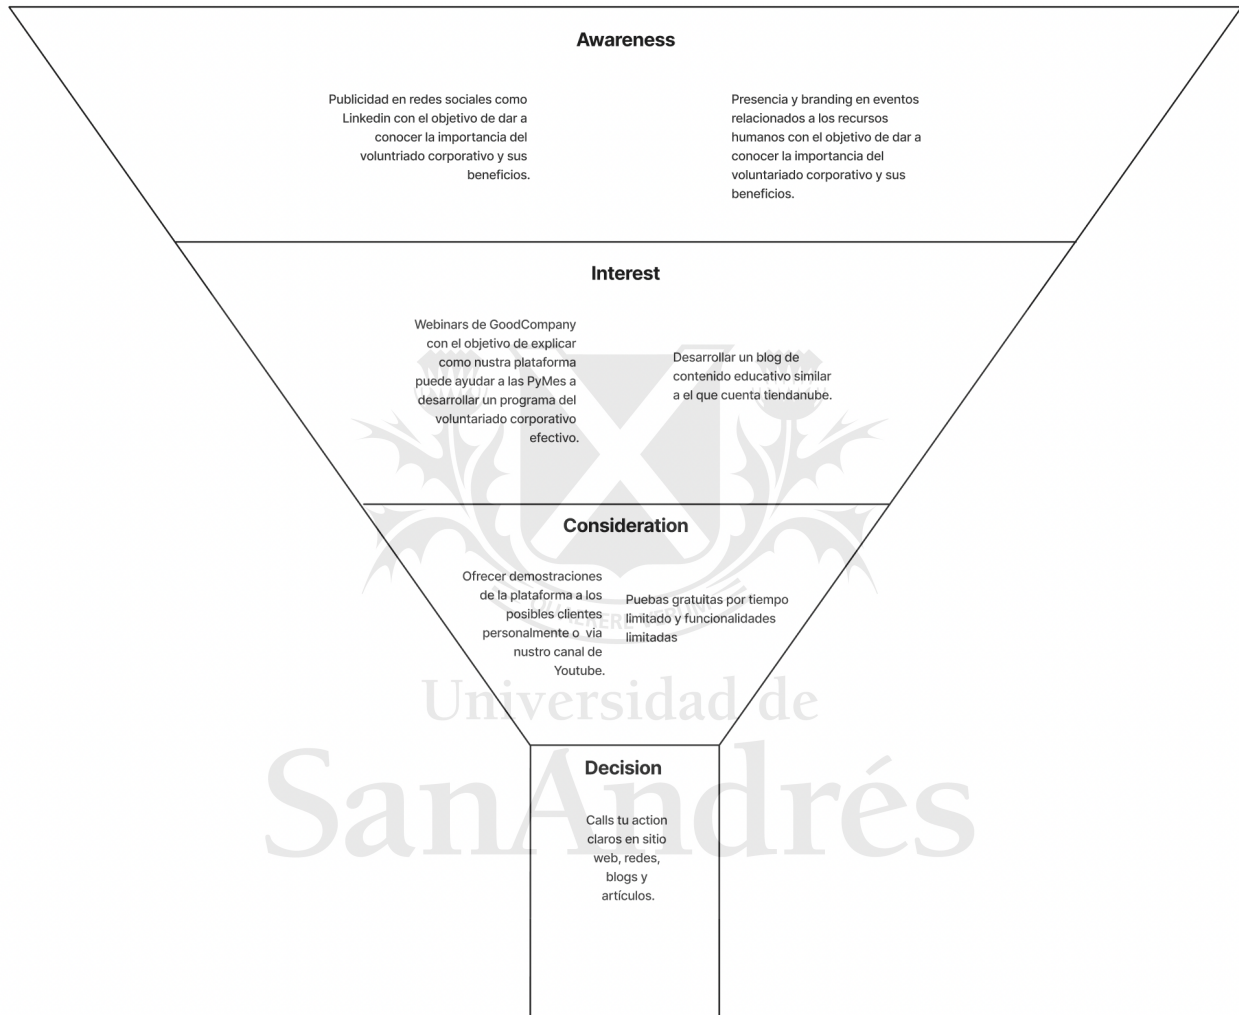 Awareness
Publicidad en redes sociales como
Linkedin con el objetivo de dar a
conocer la importancia del
voluntriado corporativo y sus
beneficios.
Presencia y branding en eventos
relacionados a los recursos
humanos con el objetivo de dar a
conocer la importancia del
voluntariado corporativo y sus
beneficios.
Interest
Webinars de GoodCompany
con el objetivo de explicar
como nustra plataforma
puede ayudar a las PyMes a
desarrollar un programa del
voluntariado corporativo
efectivo.
Desarrollar un blog de
contenido educativo similar
a el que cuenta tiendanube.
Consideration
Ofrecer demostraciones
de la plataforma a los
posibles clientes
personalmente o via
nustro canal de
Youtube.
Puebas gratuitas por tiempo
limitado y funcionalidades
limitadas
QUAERERE VERUM
Universidad de
SanAndrés
Decision
Calls tu action
claros en sitio
web, redes,
blogs y
artículos.